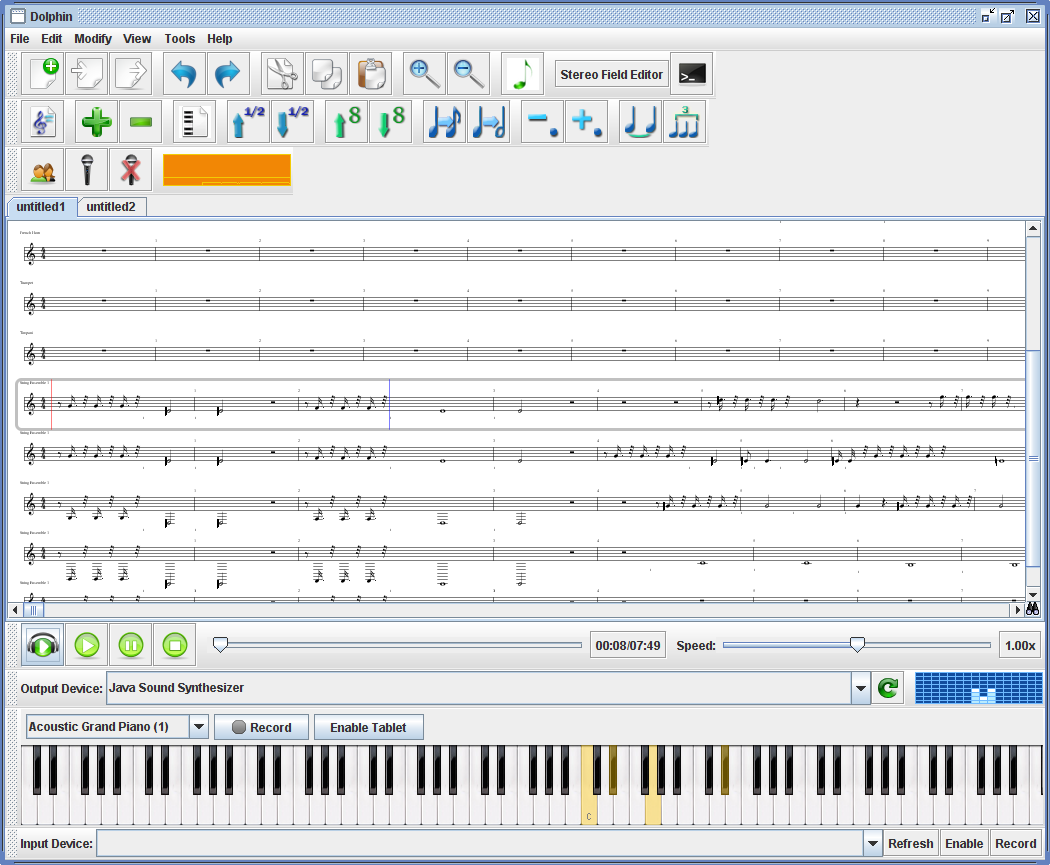 Dolphin
File Edit Modify View Tools Help
Stereo Field Editor
1/2 1/2 8 8 3
untitled1 untitled2
French Horn
Trumpet
Timpani
String Ensemble 1
String Ensemble 1
String Ensemble 1
String Ensemble 1
String Ensemble 1
00:08/07:49 Speed: 1.00x
Output Device: Java Sound Synthesizer
Acoustic Grand Piano (1) Record Enable Tablet
C
Input Device: Refresh Enable Record